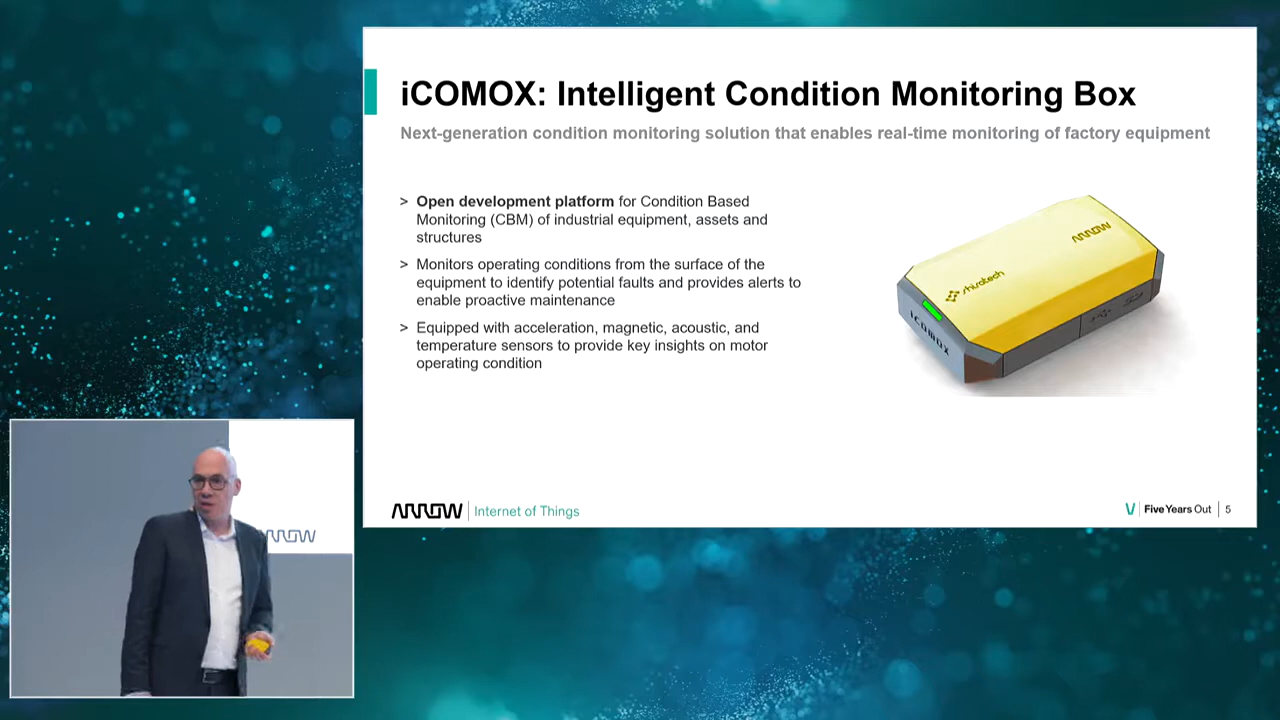 iCOMOX: Intelligent Condition Monitoring Box
Next-generation condition monitoring solution that enables real-time monitoring of factory equipment
> Open development platform for Condition Based
Monitoring (CBM) of industrial equipment, assets and
structures
> Monitors operating conditions from the surface of the
equipment to identify potential faults and provides alerts to
enable proactive maintenance
> Equipped with acceleration, magnetic, acoustic, and
temperature sensors to provide key insights on motor
operating condition
ARROW
shiratech
iCOMOX
ARROW | Internet of Things
Five Years Out | 5
ARROW